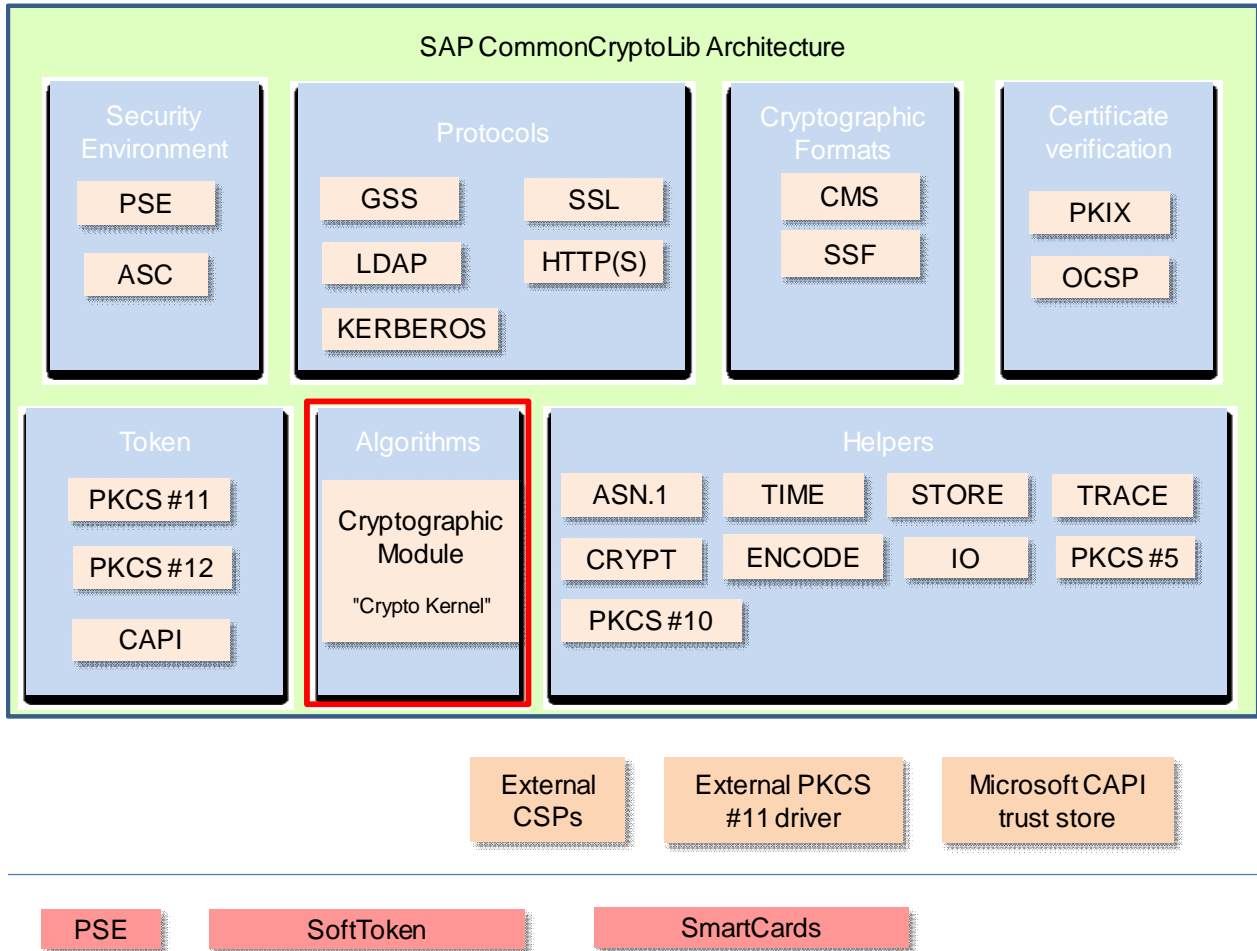 SAP CommonCryptoLib Architecture
Security
Environment
PSE
ASC
Protocols
GSS
SSL
LDAP
HTTP(S)
KERBEROS
Cryptographic
Formats
CMS
SSF
Certificate
verification
PKIX
OCSP
Token
PKCS #11
PKCS #12
CAPI
Algorithms
Cryptographic
Module
"Crypto Kernel"
Helpers
ASN.1
TIME
STORE
TRACE
CRYPT
ENCODE
IO
PKCS #5
PKCS #10
External
CSPs
External PKCS
#11 driver
Microsoft CAPI
trust store
PSE
SoftToken
SmartCards